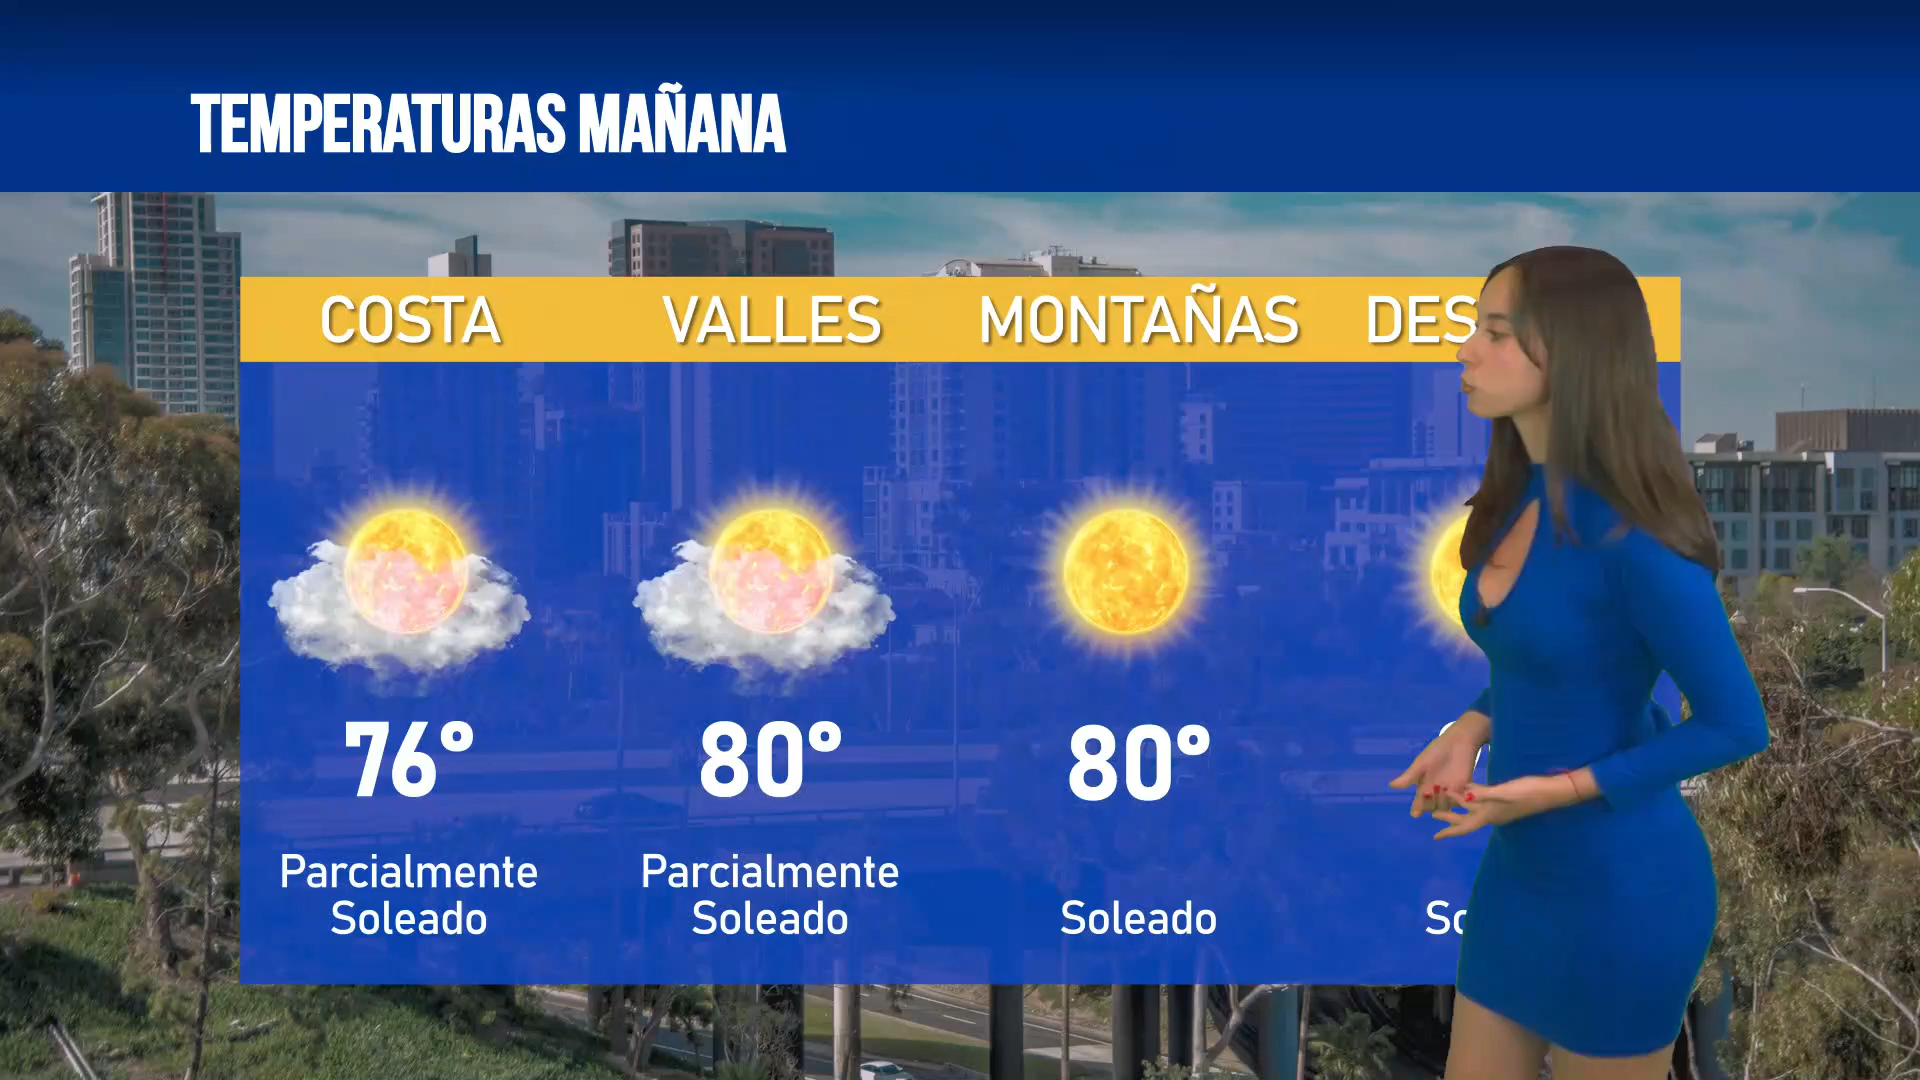 TEMPERATURAS MAÑANA
COSTA VALLES MONTAÑAS
76° 80° 80°
Parcialmente Parcialmente
Soleado Soleado Soleado